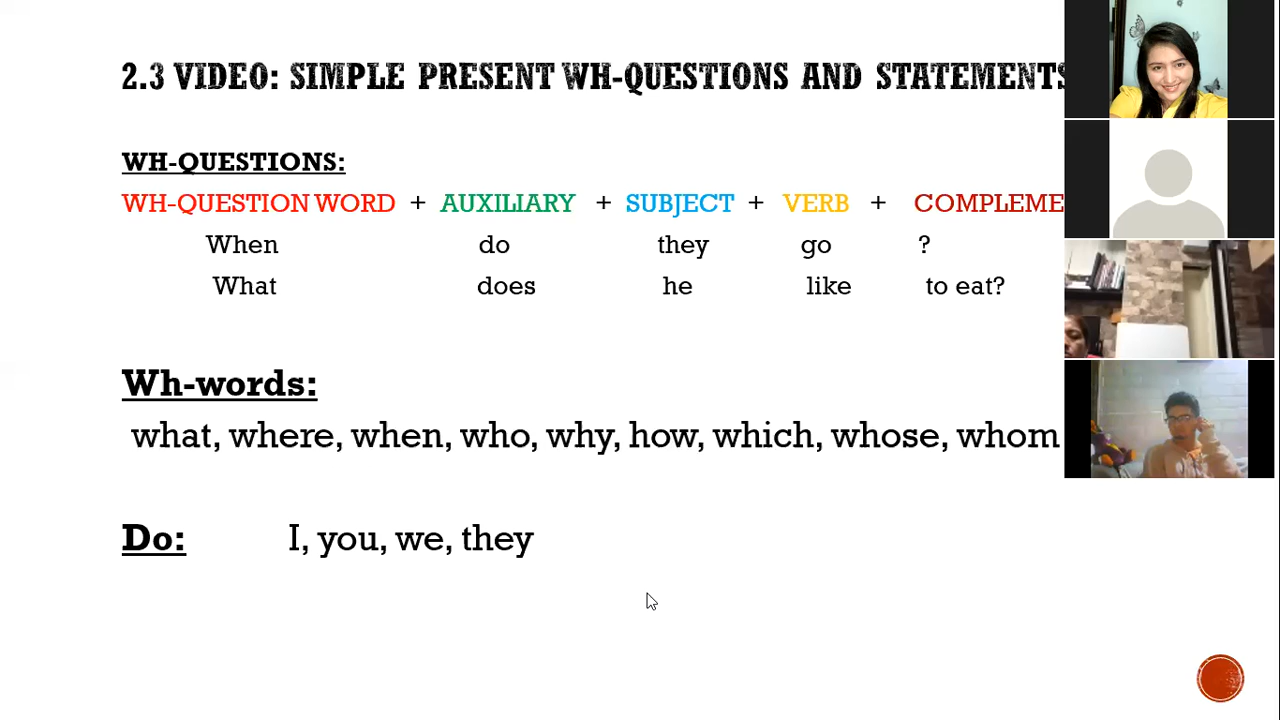 2.3 VIDEO: SIMPLE PRESENT WH-QUESTIONS AND STATEMENTS
WH-QUESTIONS:
WH-QUESTION WORD + AUXILIARY + SUBJECT + VERB + COMPLEME
When do they go ?
What does he like to eat?
Wh-words:
what, where, when, who, why, how, which, whose, whom
Do: I, you, we, they